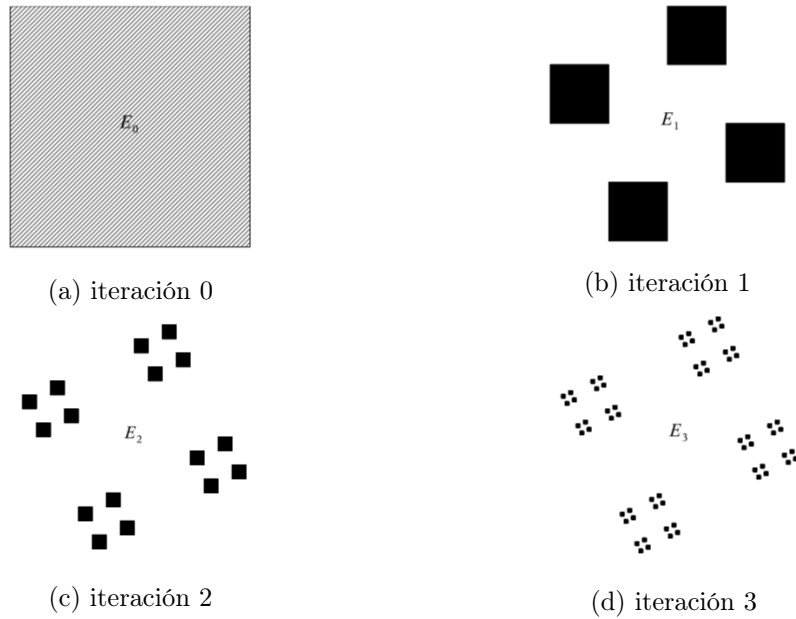 E₀
E₁
(a) iteración 0
(b) iteración 1
E₂
E₃
(c) iteración 2
(d) iteración 3